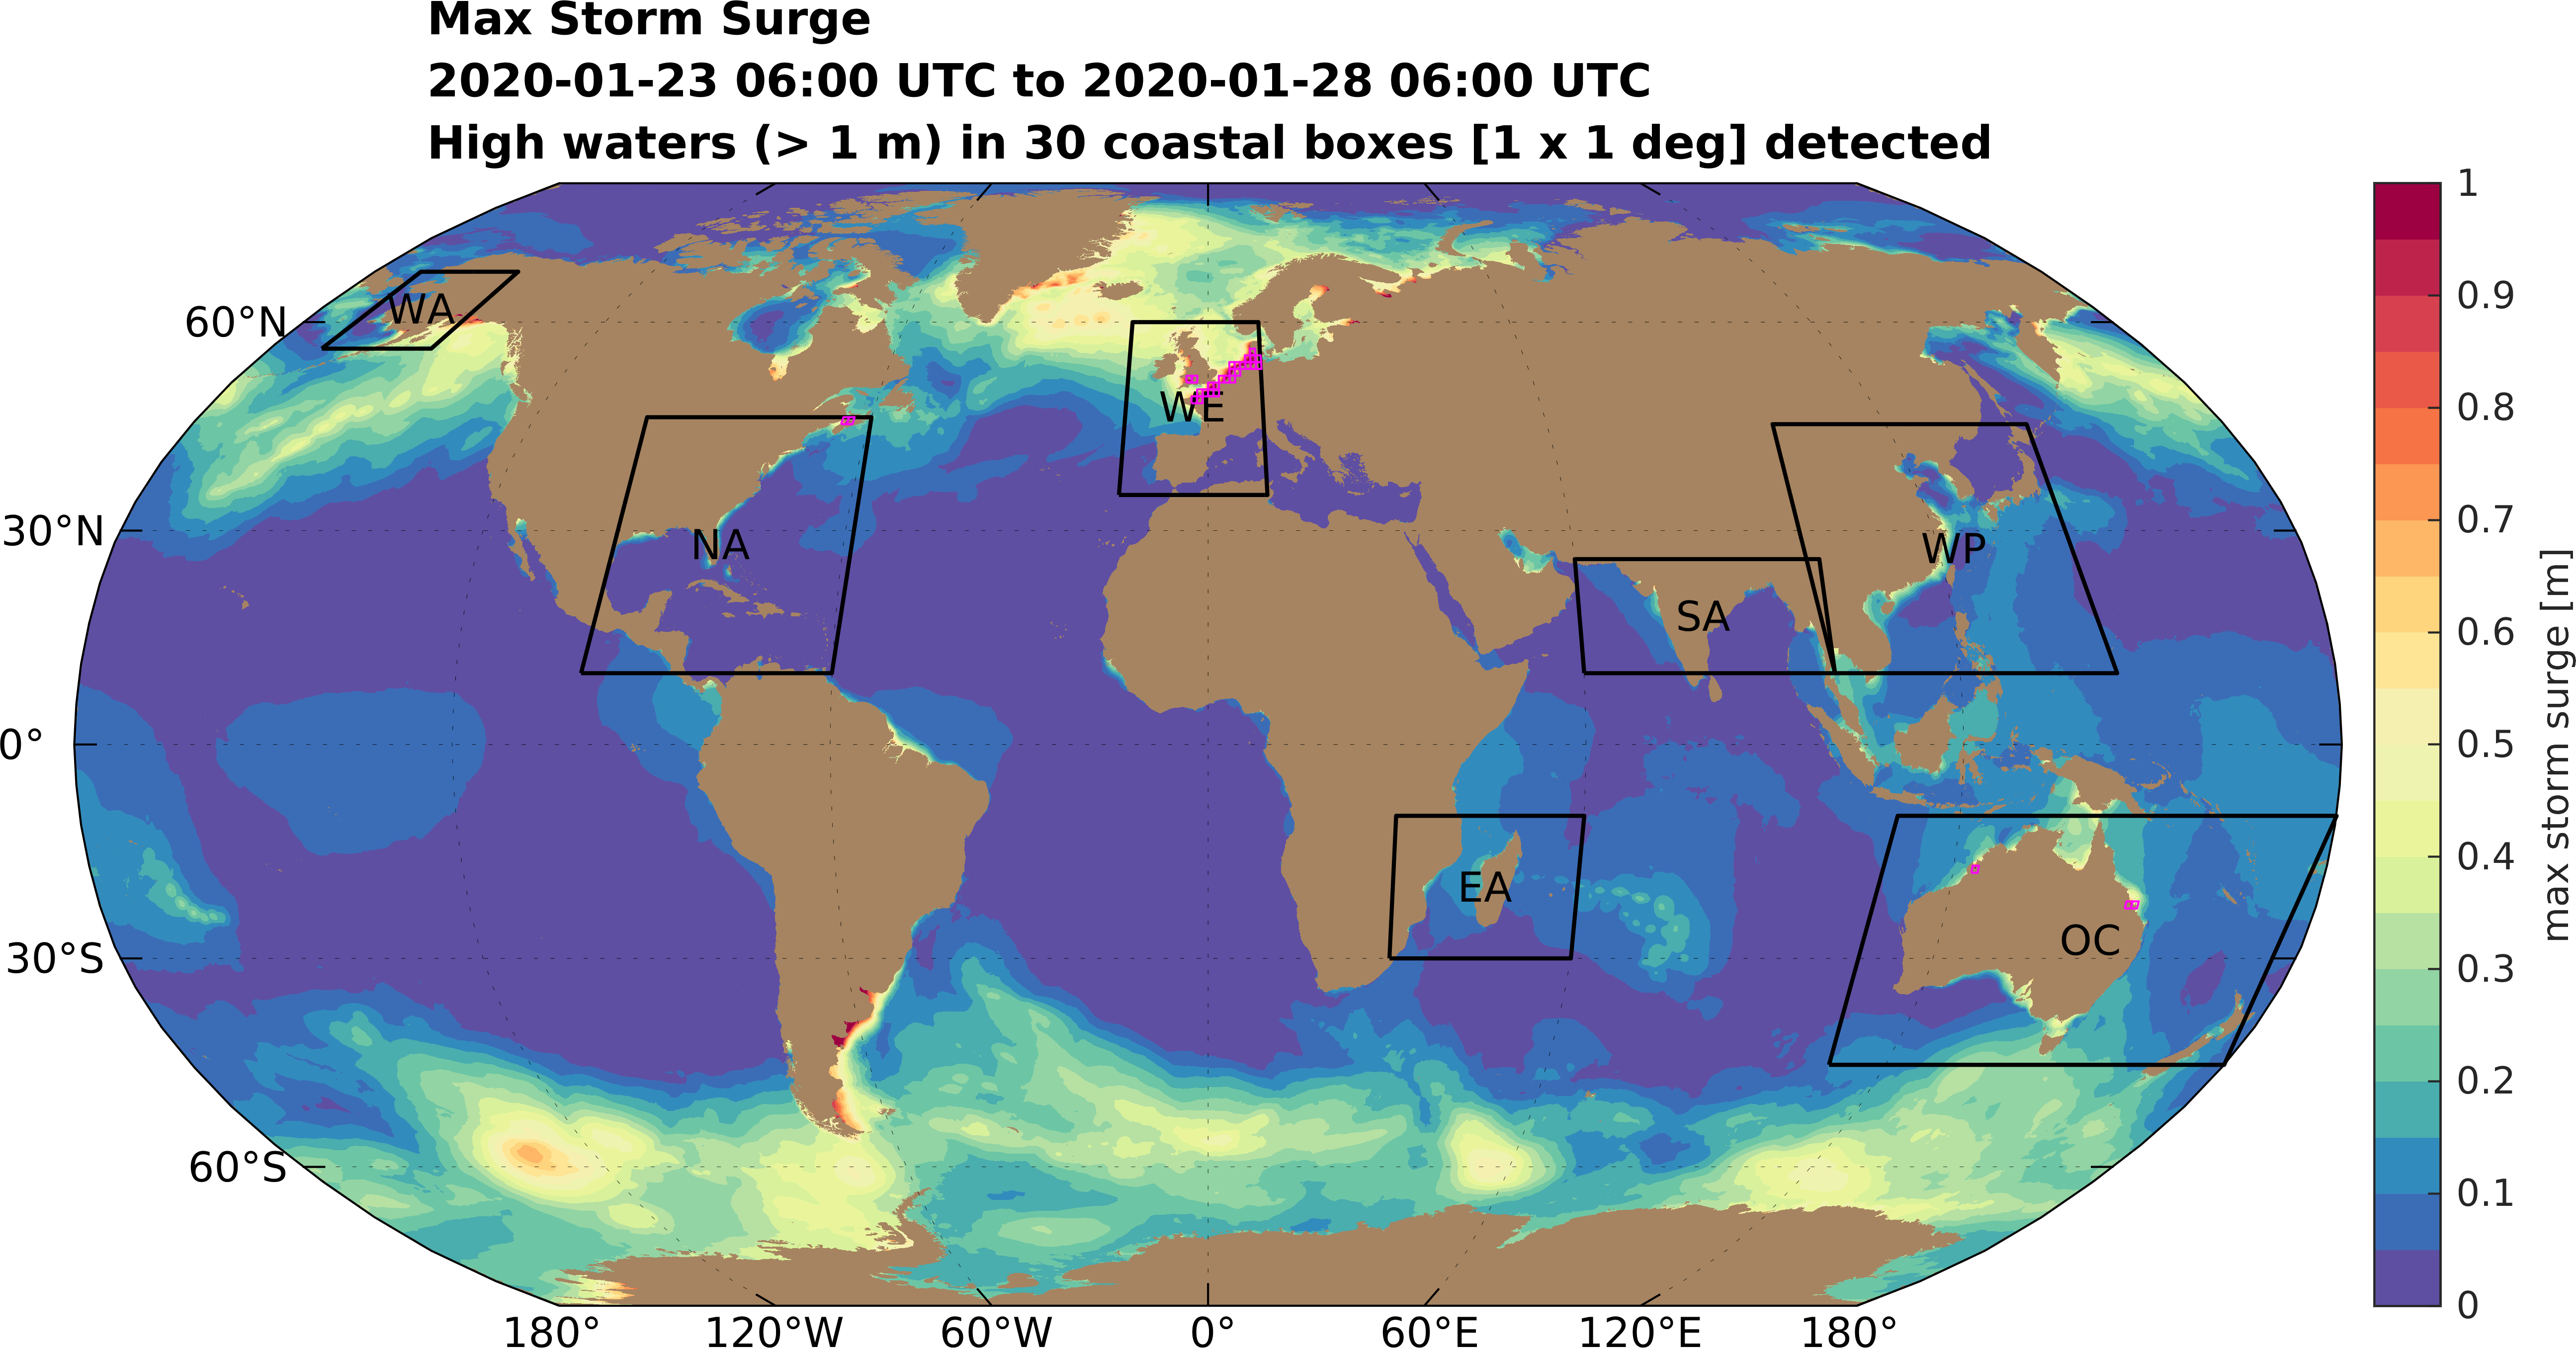 Max Storm Surge
2020-01-23 06:00 UTC to 2020-01-28 06:00 UTC
High waters (> 1 m) in 30 coastal boxes [1 x 1 deg] detected
60°N
30°N
0°
30°S
60°S
WA
NA
WE
SA
WP
EA
OC
180°
120°W
60°W
0°
60°E
120°E
180°
1
0.9
0.8
0.7
0.6
0.5
0.4
0.3
0.2
0.1
0
max storm surge [m]